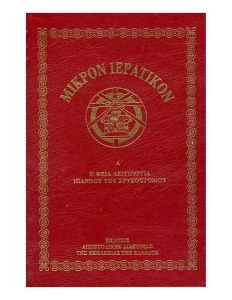 ΜΙΚΡΟΝ ΙΕΡΑΤΙΚΟΝ
Α΄
Η ΘΕΙΑ ΛΕΙΤΟΥΡΓΙΑ
ΙΩΑΝΝΟΥ ΤΟΥ ΧΡΥΣΟΣΤΟΜΟΥ
ΕΚΔΟΣΙΣ
ΑΠΟΣΤΟΛΙΚΗΣ ΔΙΑΚΟΝΙΑΣ
ΤΗΣ ΕΚΚΛΗΣΙΑΣ ΤΗΣ ΕΛΛΑΔΟΣ